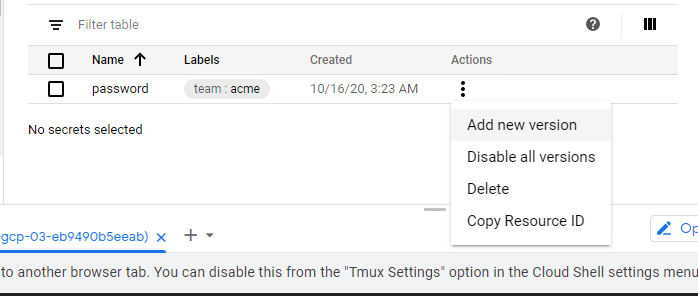 Filter table
Name Labels Created Actions
password team : acme 10/16/20, 3:23 AM
No secrets selected
Add new version
Disable all versions
Delete
Copy Resource ID
gcp-03-eb9490b5eeab)
Op
to another browser tab. You can disable this from the "Tmux Settings" option in the Cloud Shell settings menu